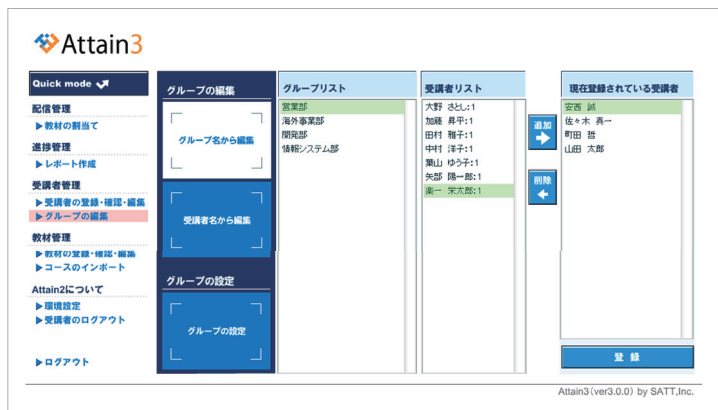 Attain3
Quick mode
配信管理
▶教材の割当て
進捗管理
▶レポート作成
受講者管理
▶受講者の登録・確認・編集
▶グループの編集
教材管理
▶教材の登録・確認・編集
▶コースのインポート
Attain2について
▶環境設定
▶受講者のログアウト
▶ログアウト
グループの編集
グループ名から編集
受講者名から編集
グループの設定
グループの設定
グループリスト
営業部
海外事業部
開発部
情報システム部
受講者リスト
大野 さとし:1
加藤 昇平:1
田村 雅子:1
中村 洋子:1
葉山 ゆう子:1
矢部 陽一郎:1
楽一 栄太郎:1
追加
削除
現在登録されている受講者
安西 誠
佐々木 真一
町田 哲
山田 太郎
登 録
Attain3(ver3.0.0) by SATT,Inc.